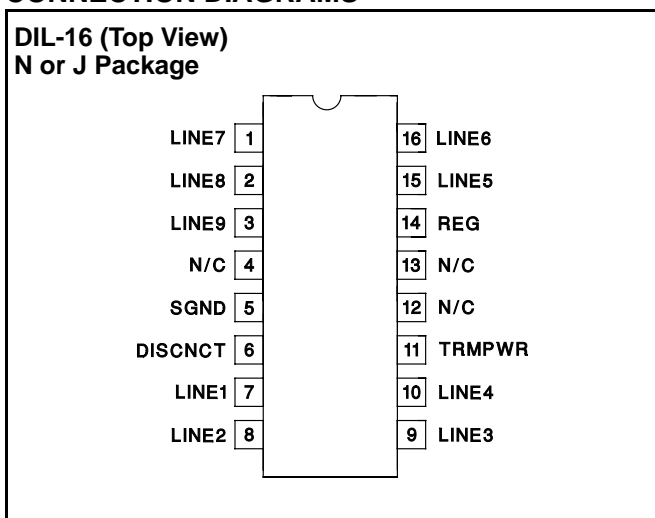 CONNECTION DIAGRAMS
DIL-16 (Top View)
N or J Package
LINE7 1 16 LINE6
LINE8 2 15 LINE5
LINE9 3 14 REG
N/C 4 13 N/C
SGND 5 12 N/C
DISCNCT 6 11 TRMPWR
LINE1 7 10 LINE4
LINE2 8 9 LINE3